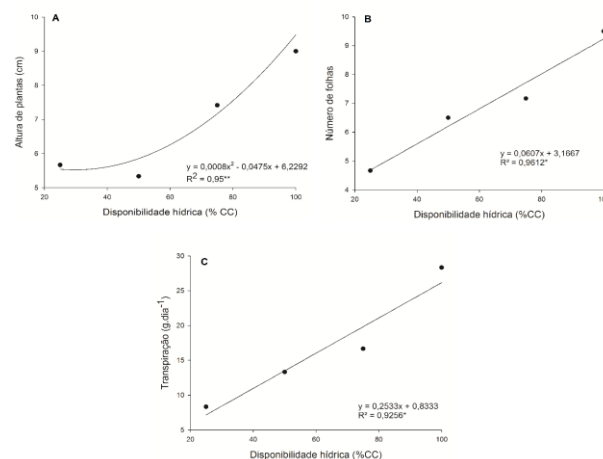 A
Altura de plantas (cm)
10
9
8
7
6
5
y = 0,0008x² - 0,0475x + 6,2292
R² = 0,95**
20 40 60 80 100
Disponibilidade hídrica (% CC)
B
Número de folhas
10
9
8
7
6
5
4
y = 0,0607x + 3,1667
R² = 0,9612*
20 40 60 80 100
Disponibilidade hídrica (%CC)
C
Transpiração (g.dia⁻¹)
30
25
20
15
10
5
y = 0,2533x + 0,8333
R² = 0,9256*
20 40 60 80 100
Disponibilidade hídrica (%CC)